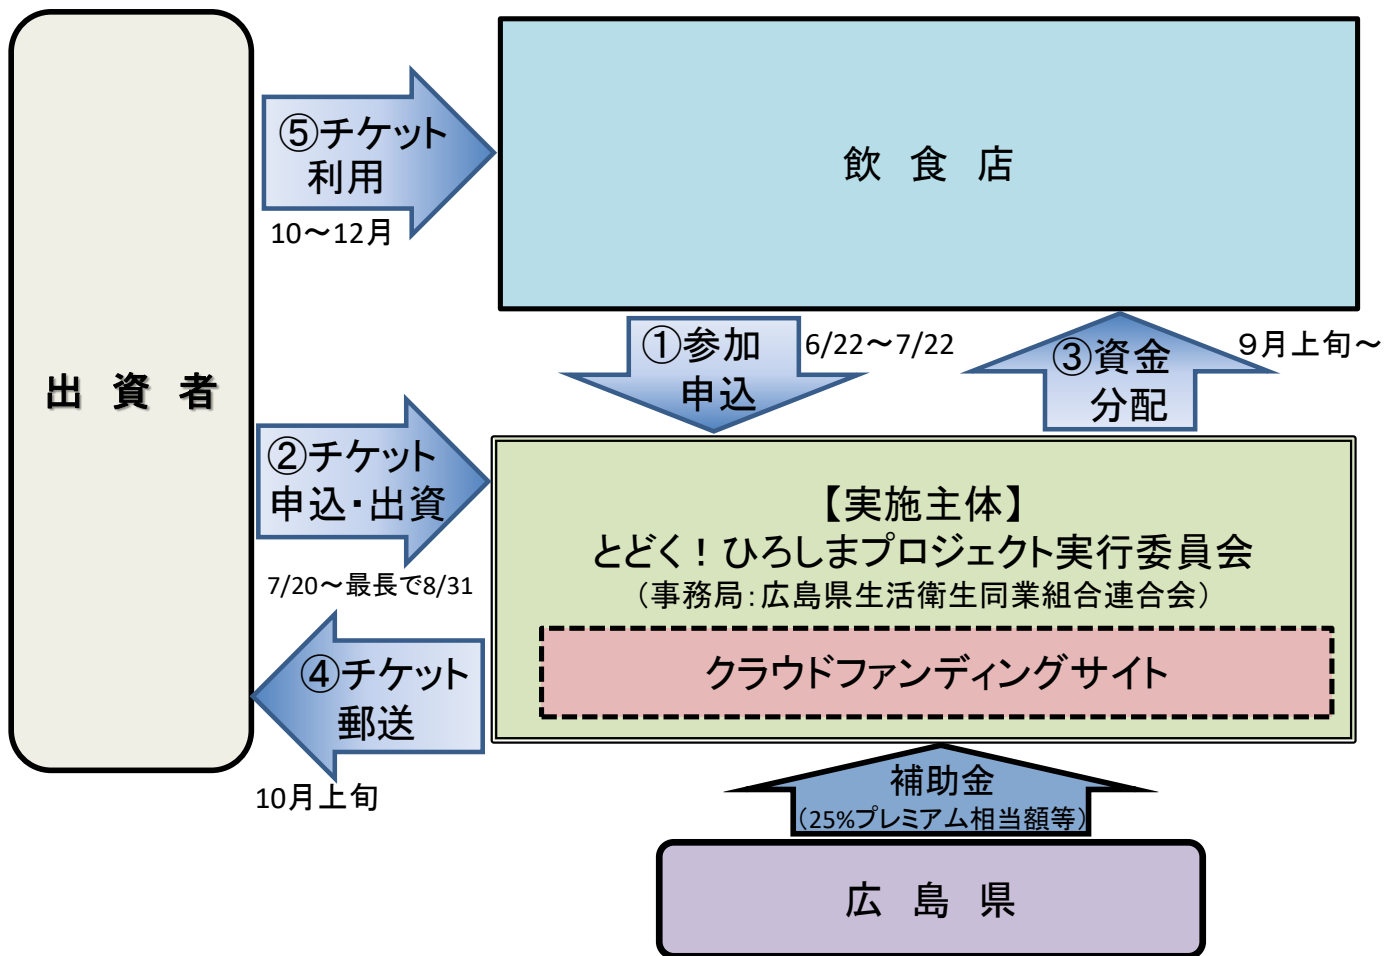 ⑤チケット
利用
10～12月
飲 食 店
①参加
申込
6/22～7/22
③資金
分配
９月上旬～
出 資 者
②チケット
申込・出資
7/20～最長で8/31
【実施主体】
とどく！ひろしまプロジェクト実行委員会
（事務局：広島県生活衛生同業組合連合会）
クラウドファンディングサイト
④チケット
郵送
10月上旬
補助金
（25%プレミアム相当額等）
広 島 県